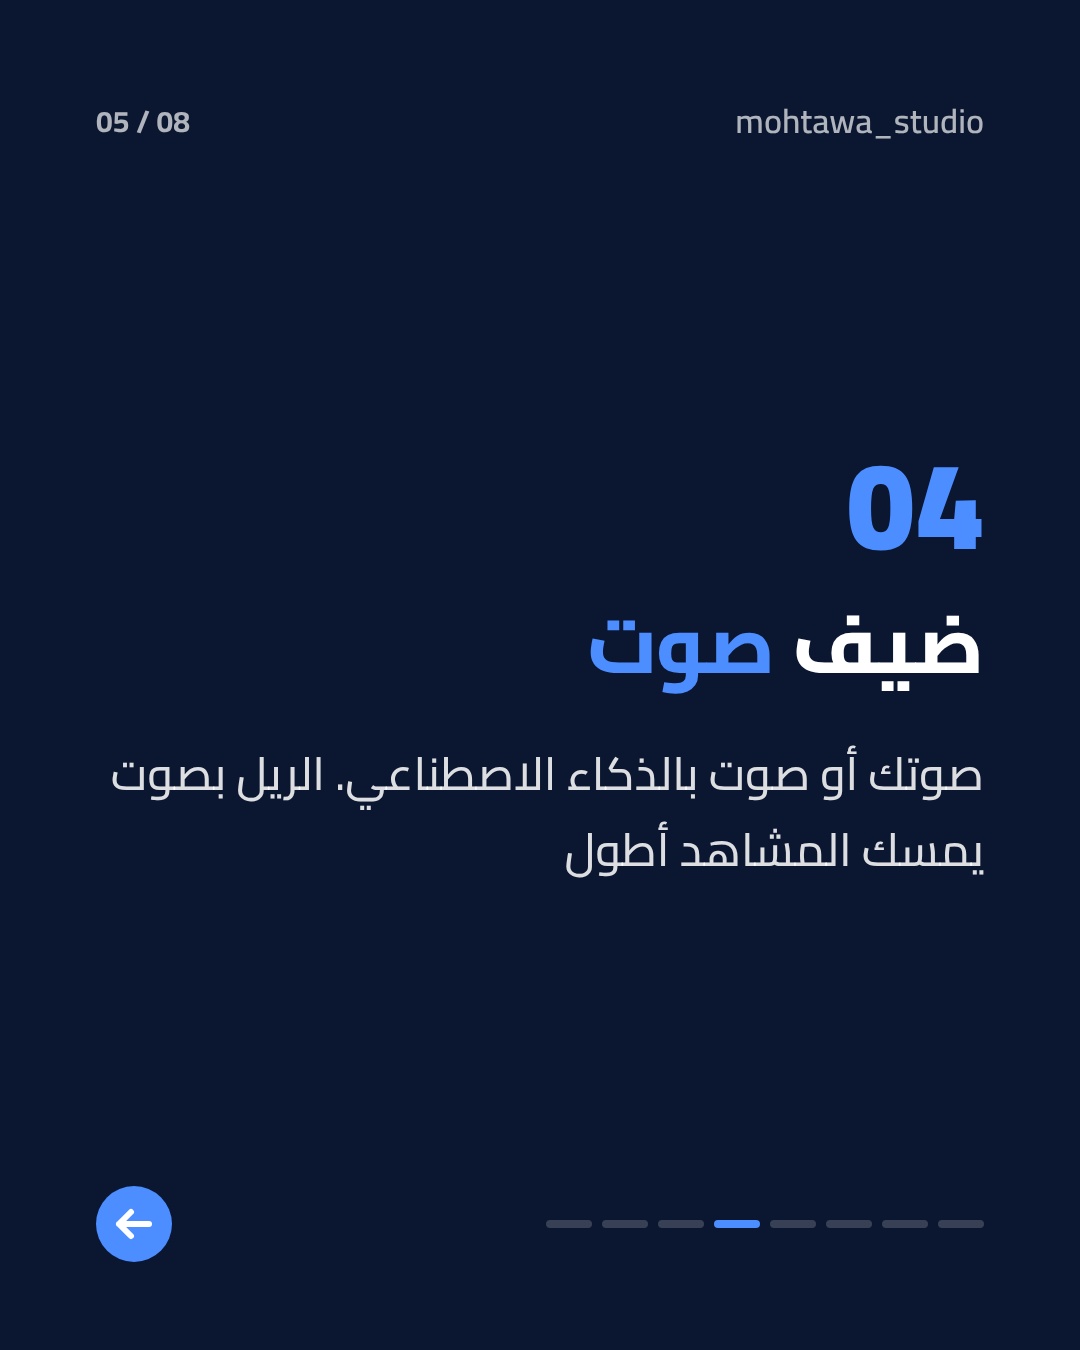 mohtawa_studio
05 / 08
04
ضيف صوت
صوتك أو صوت بالذكاء الاصطناعي. الريل بصوت
يمسك المشاهد أطول